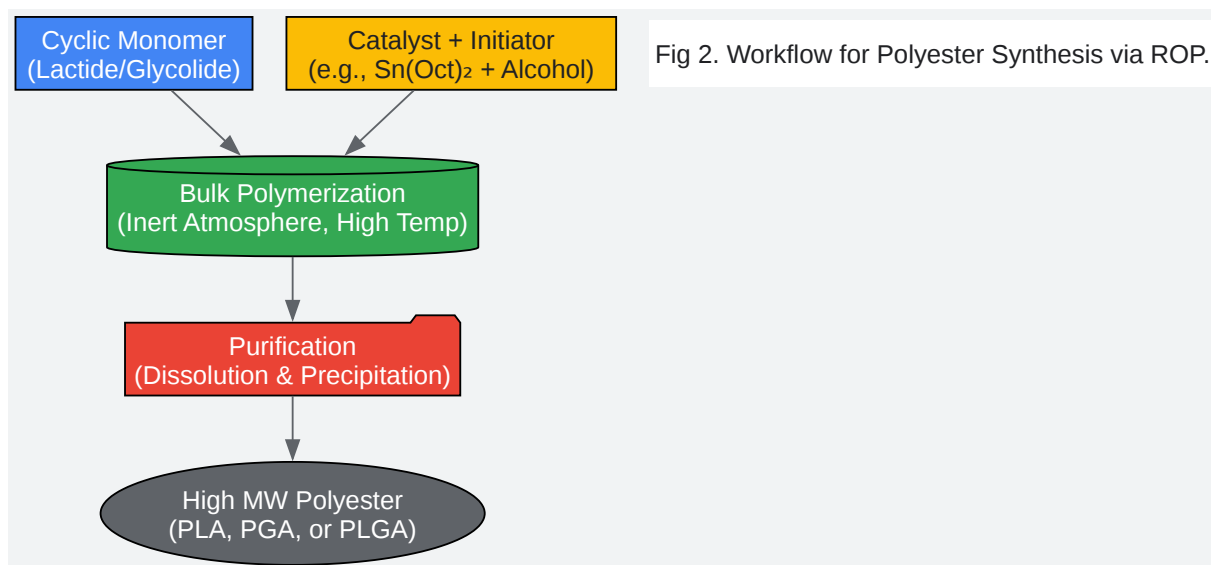 Cyclic Monomer
(Lactide/Glycolide)
Catalyst + Initiator
(e.g., Sn(Oct)₂ + Alcohol)
Fig 2. Workflow for Polyester Synthesis via ROP.
Bulk Polymerization
(Inert Atmosphere, High Temp)
Purification
(Dissolution & Precipitation)
High MW Polyester
(PLA, PGA, or PLGA)